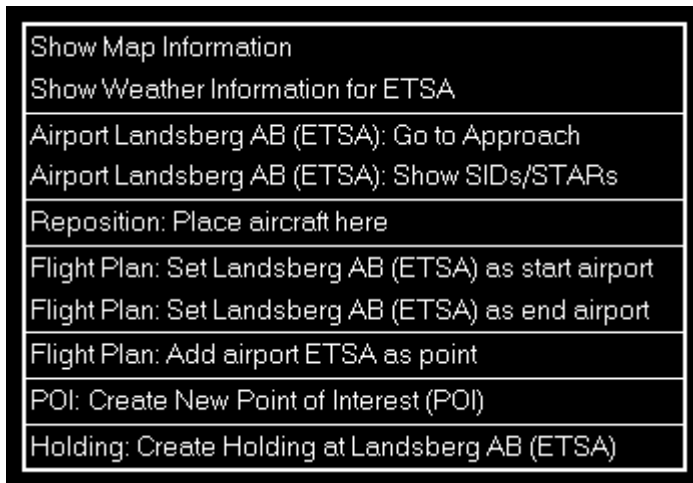 Show Map Information
Show Weather Information for ETSA
Airport Landsberg AB (ETSA): Go to Approach
Airport Landsberg AB (ETSA): Show SIDs/STARs
Reposition: Place aircraft here
Flight Plan: Set Landsberg AB (ETSA) as start airport
Flight Plan: Set Landsberg AB (ETSA) as end airport
Flight Plan: Add airport ETSA as point
POI: Create New Point of Interest (POI)
Holding: Create Holding at Landsberg AB (ETSA)